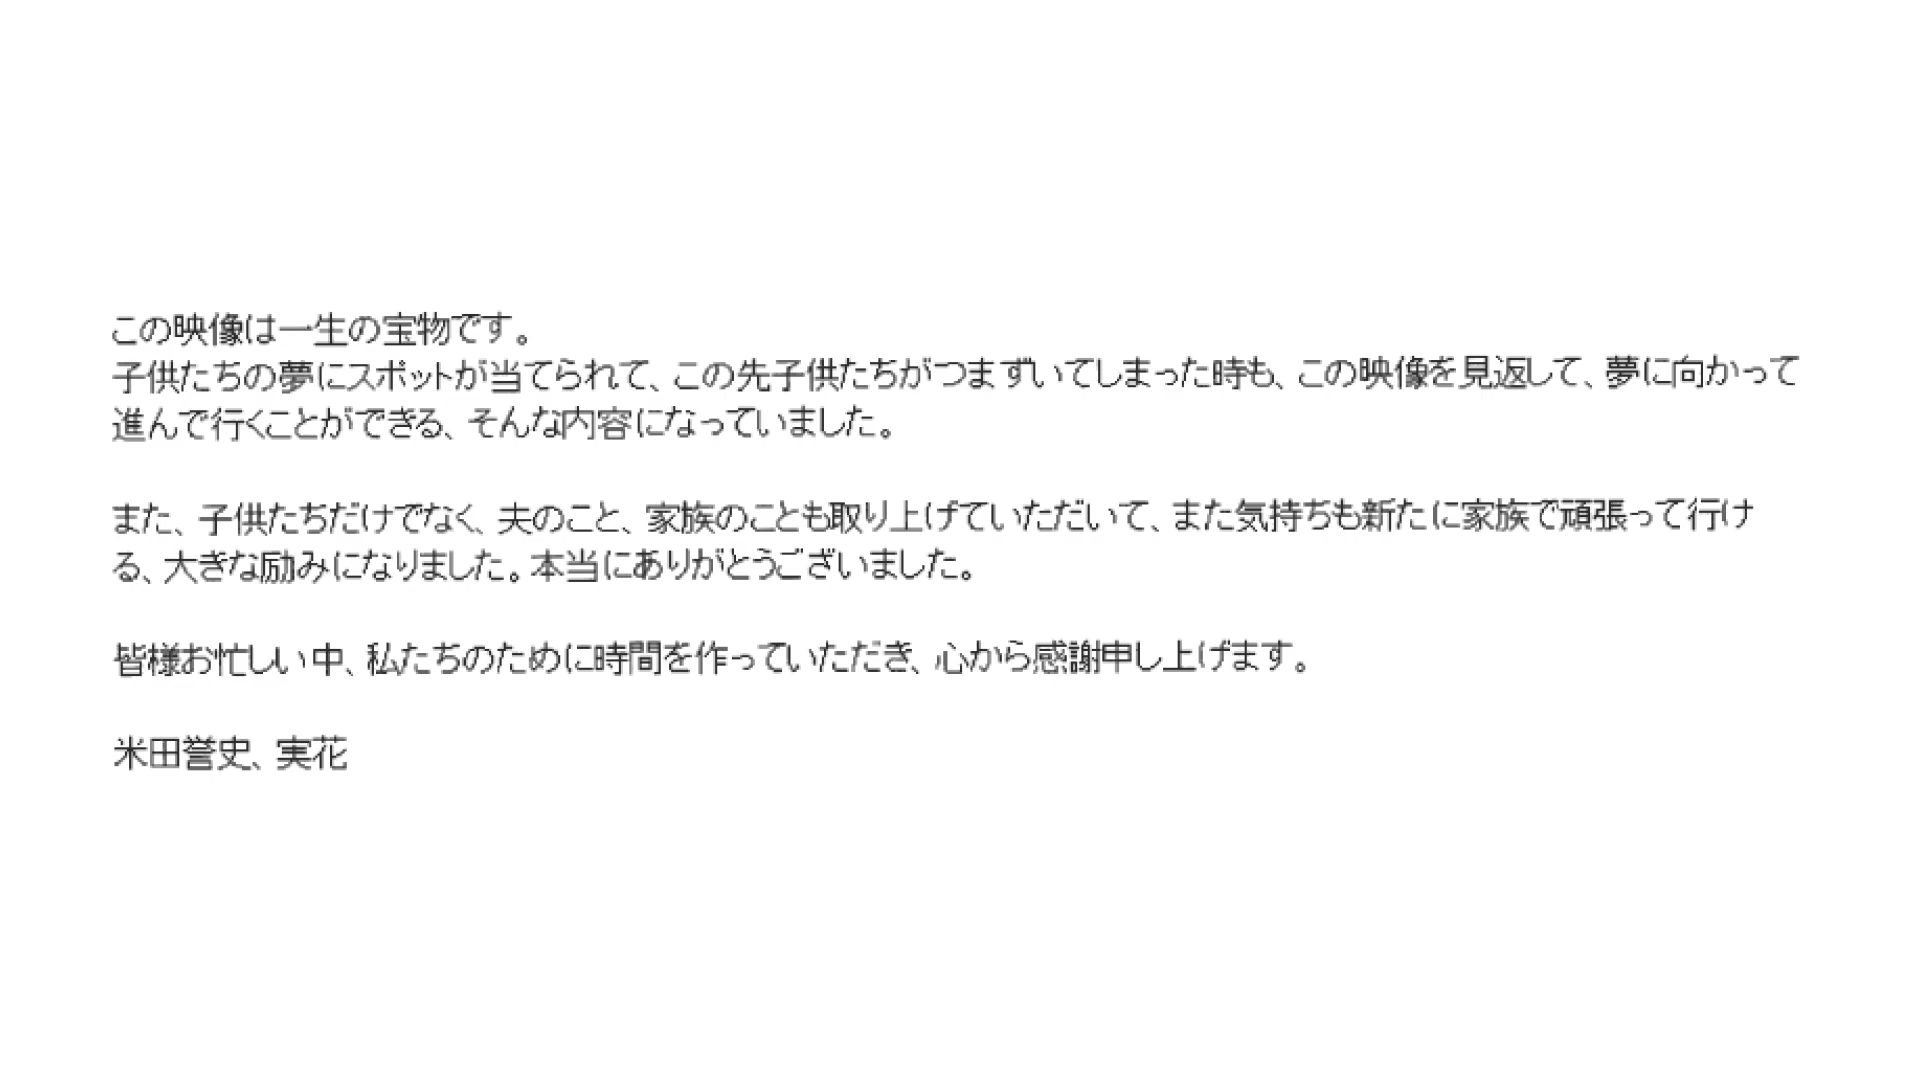 この映像は一生の宝物です。
子供たちの夢にスポットが当てられて、この先子供たちがつまずいてしまった時も、この映像を見返して、夢に向かって
進んで行くことができる、そんな内容になっていました。
また、子供たちだけでなく、夫のこと、家族のことも取り上げていただいて、また気持ちも新たに家族で頑張って行け
る、大きな励みになりました。本当にありがとうございました。
皆様お忙しい中、私たちのために時間を作っていただき、心から感謝申し上げます。
米田誉史、実花